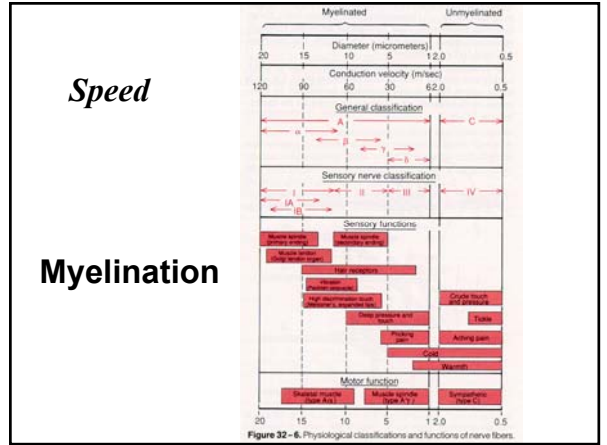 Speed
Myelination
Myelinated Unmyelinated
Diameter (micrometers)
20 15 10 5 1 2.0 0.5
Conduction velocity (m/sec)
120 90 60 30 6 2.0 0.5
General classification
A C
α
β
γ
δ
Sensory nerve classification
I II III IV
IA
IB
Sensory functions
Muscle spindle (primary ending) Muscle spindle (secondary ending)
Muscle tendon (Golgi tendon organ)
Hair receptors
Vibration (Pacinian corpuscle)
High discrimination touch (Meissner's, expanded tips) Crude touch and pressure
Deep pressure and touch Tickle
Pricking pain Aching pain
Cold
Warmth
Motor function
Skeletal muscle (type Aα) Muscle spindle (type Aγ) Sympathetic (type C)
20 15 10 5 1 2.0 0.5
Figure 32–6. Physiological classifications and functions of nerve fibers.